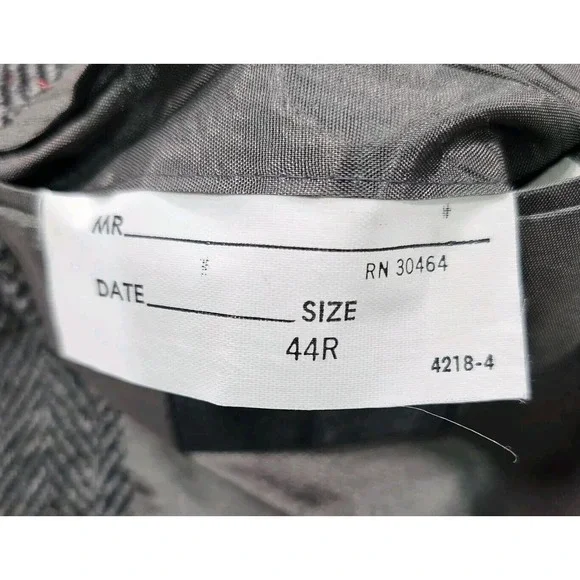 #
MR
RN 30464
DATE SIZE
44R 4218-4